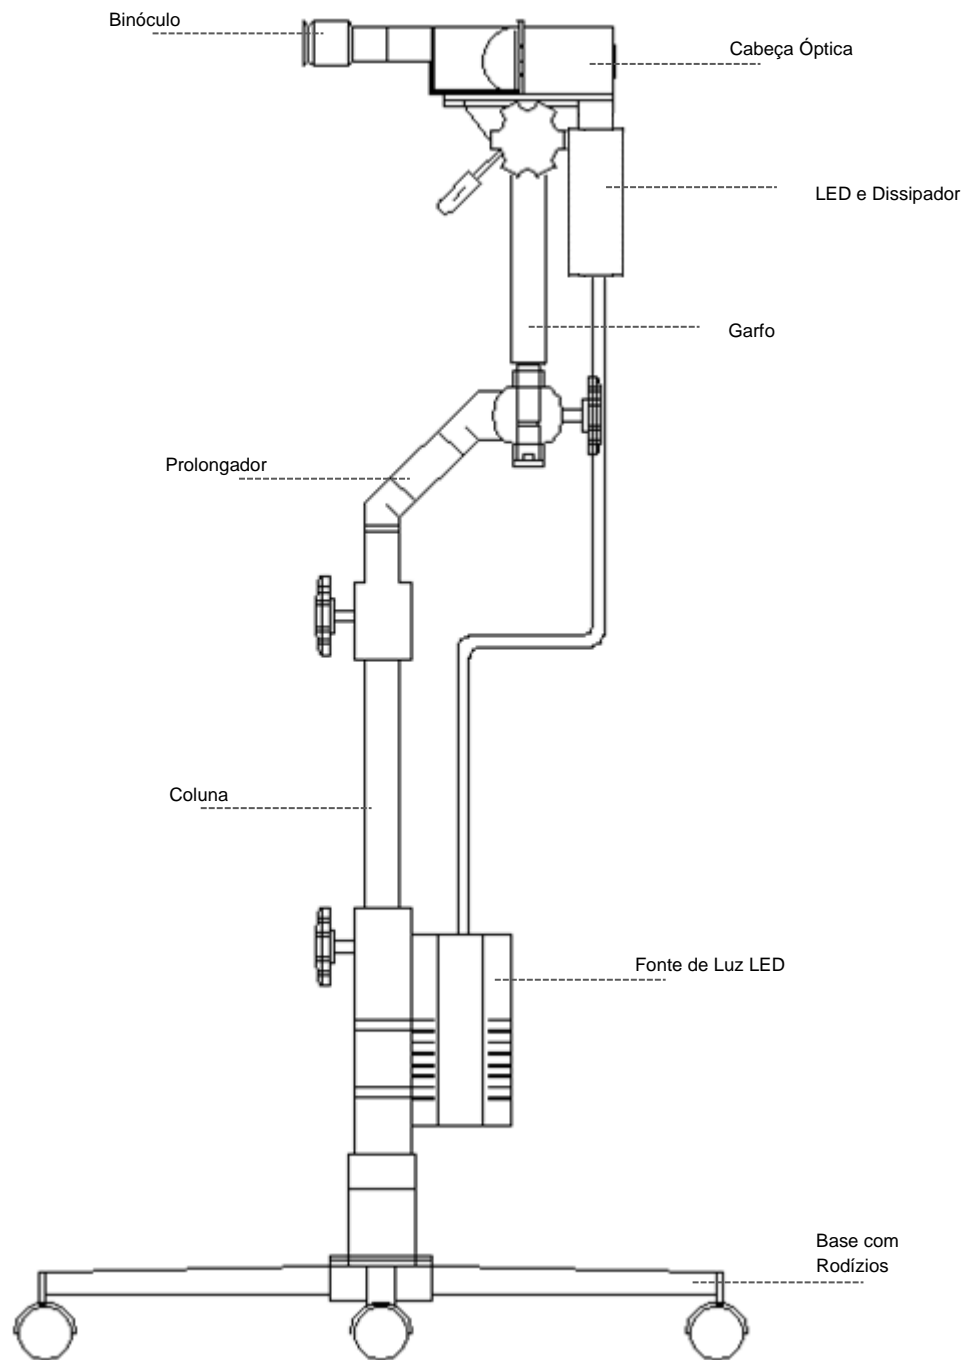 Binóculo
Cabeça Óptica
LED e Dissipador
Garfo
Prolongador
Coluna
Fonte de Luz LED
Base com
Rodízios